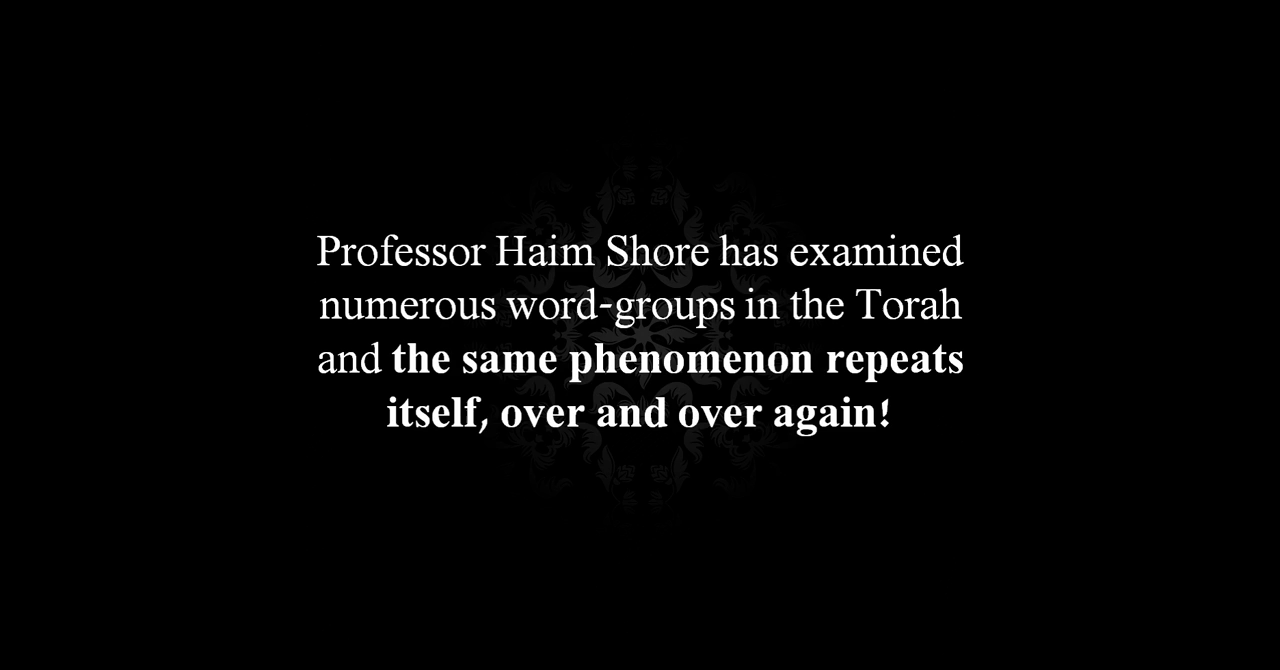 Professor Haim Shore has examined
numerous word-groups in the Torah
and the same phenomenon repeats
itself, over and over again!